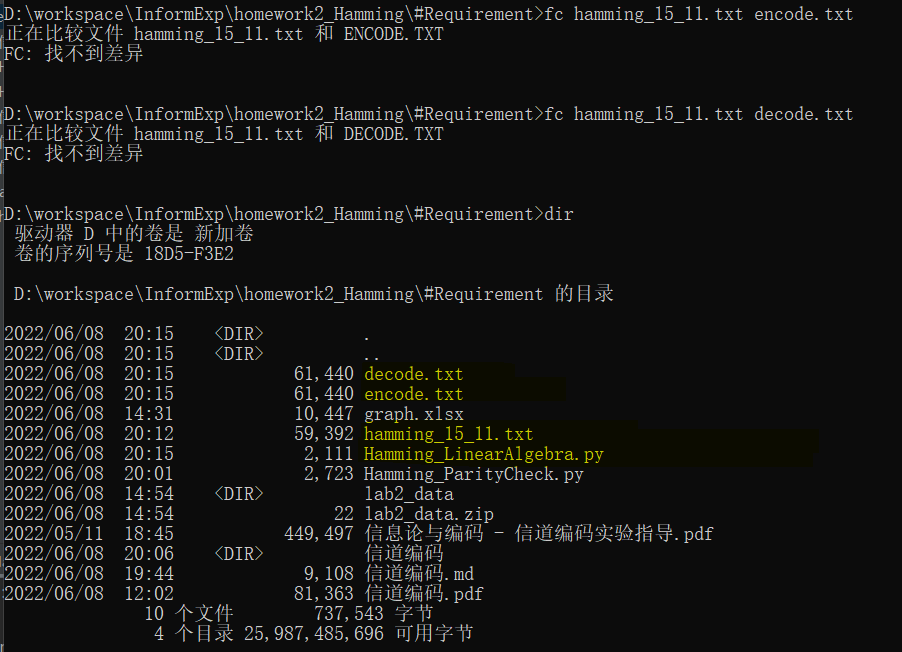 D:\workspace\InformExp\homework2_Hamming\#Requirement>fc hamming_15_11.txt encode.txt
正在比较文件 hamming_15_11.txt 和 ENCODE.TXT
FC: 找不到差异
D:\workspace\InformExp\homework2_Hamming\#Requirement>fc hamming_15_11.txt decode.txt
正在比较文件 hamming_15_11.txt 和 DECODE.TXT
FC: 找不到差异
D:\workspace\InformExp\homework2_Hamming\#Requirement>dir
驱动器 D 中的卷是 新加卷
卷的序列号是 18D5-F3E2
D:\workspace\InformExp\homework2_Hamming\#Requirement 的目录
2022/06/08  20:15    <DIR>          .
2022/06/08  20:15    <DIR>          ..
2022/06/08  20:15            61,440 decode.txt
2022/06/08  20:15            61,440 encode.txt
2022/06/08  14:31            10,447 graph.xlsx
2022/06/08  20:12            59,392 hamming_15_11.txt
2022/06/08  20:15             2,111 Hamming_LinearAlgebra.py
2022/06/08  20:01             2,723 Hamming_ParityCheck.py
2022/06/08  14:54    <DIR>          lab2_data
2022/06/08  14:54                22 lab2_data.zip
2022/05/11  18:45           449,497 信息论与编码 - 信道编码实验指导.pdf
2022/06/08  20:06    <DIR>          信道编码
2022/06/08  19:44             9,108 信道编码.md
2022/06/08  12:02            81,363 信道编码.pdf
10 个文件        737,543 字节
4 个目录 25,987,485,696 可用字节